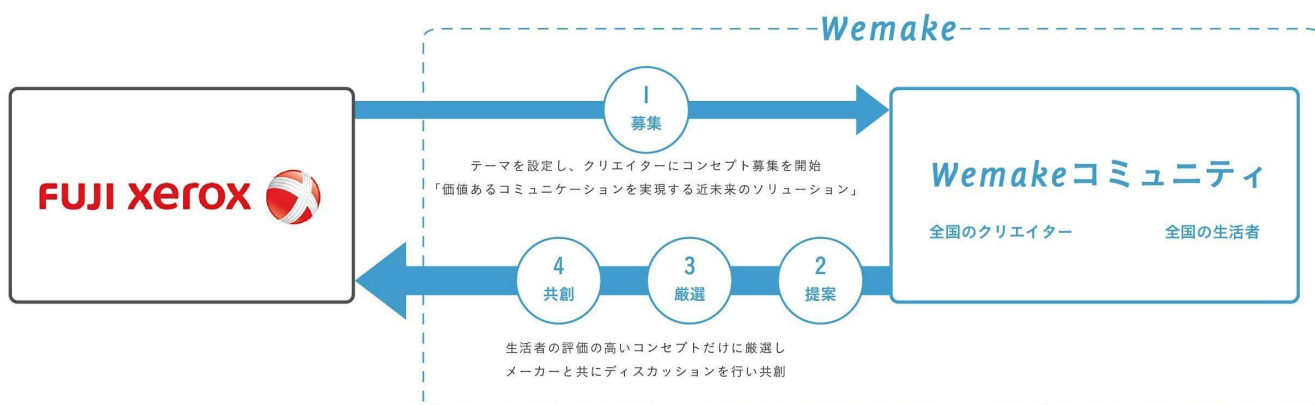 Wemake
FUJI xerox
1
募集
テーマを設定し、クリエイターにコンセプト募集を開始
「価値あるコミュニケーションを実現する近未来のソリューション」
Wemakeコミュニティ
全国のクリエイター 全国の生活者
4
共創
3
厳選
2
提案
生活者の評価の高いコンセプトだけに厳選し
メーカーと共にディスカッションを行い共創